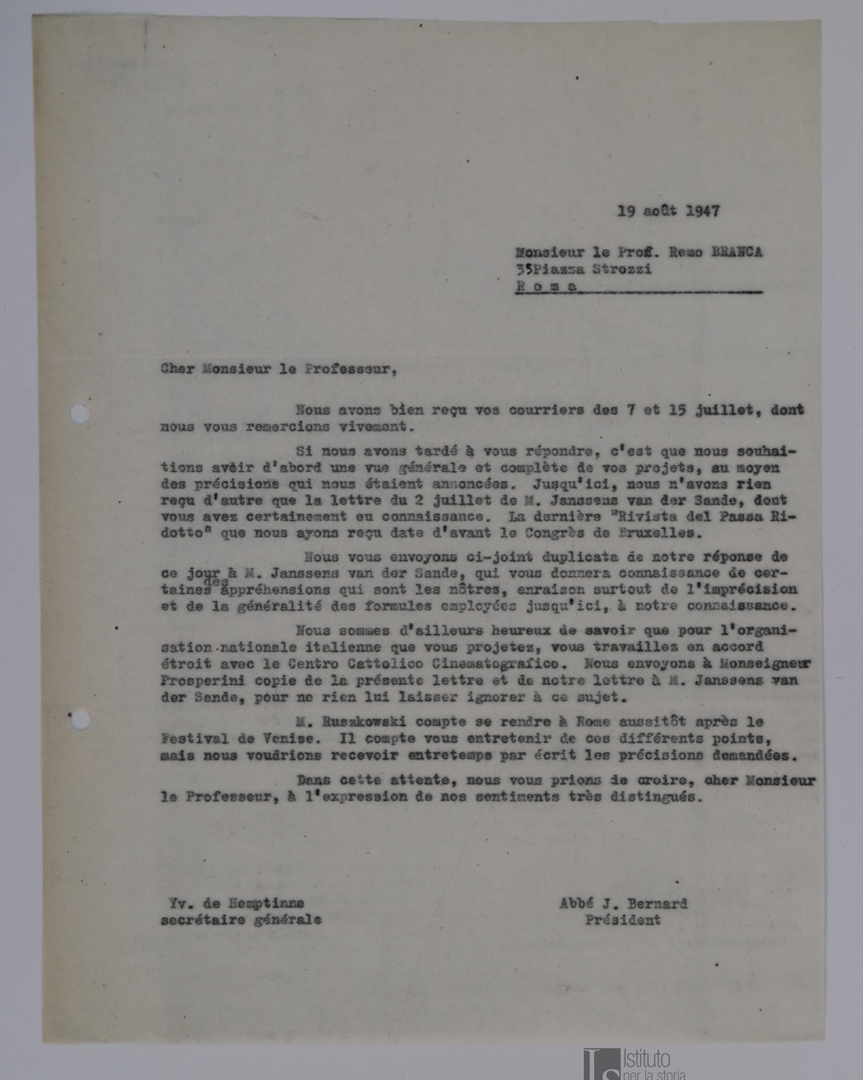 19 août 1947
Monsieur le Prof. Remo BRANCA
35Piazza Strozzi
R o m a
Cher Monsieur le Professeur,
Nous avons bien reçu vos courriers des 7 et 15 juillet, dont
nous vous remercions vivement.
Si nous avons tardé à vous répondre, c'est que nous souhai-
tions avoir d'abord une vue générale et complète de vos projets, au moyen
des précisions qui nous étaient annoncées. Jusqu'ici, nous n'avons rien
reçu d'autre que la lettre du 2 juillet de M. Janssens van der Sande, dont
vous avez certainement eu connaissance. La dernière "Rivista del Passa Ri-
dotto" que nous ayons reçu date d'avant le Congrès de Bruxelles.
Nous vous envoyons ci-joint duplicata de notre réponse de
ce jour à M. Janssens van der Sande, qui vous donnera connaissance de cer-
taines des appréhensions qui sont les nôtres, enraison surtout de l'imprécision
et de la généralité des formules employées jusqu'ici, à notre connaissance.
Nous sommes d'ailleurs heureux de savoir que pour l'organi-
sation nationale italienne que vous projetez, vous travaillez en accord
étroit avec le Centro Cattolico Cinematografico. Nous envoyons à Monseigneur
Prosperini copie de la présente lettre et de notre lettre à M. Janssens van
der Sande, pour ne rien lui laisser ignorer à ce sujet.
M. Ruszkowski compte se rendre à Rome aussitôt après le
Festival de Venise. Il compte vous entretenir de ces différents points,
mais nous voudrions recevoir entretemps par écrit les précisions demandées.
Dans cette attente, nous vous prions de croire, cher Monsieur
le Professeur, à l'expression de nos sentiments très distingués.
Yv. de Hemptinne
secrétaire générale
Abbé J. Bernard
Président
Istituto
per la storia